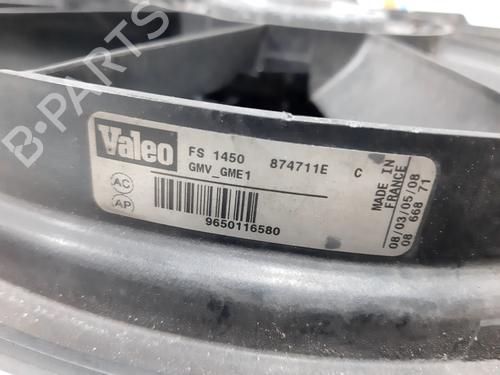 Valeo
FS 1450 874711E C
GMV_GME1
AC
AP
9650116580
MADE IN
FRANCE
08/03/05/08
08 668 71
B-PARTS